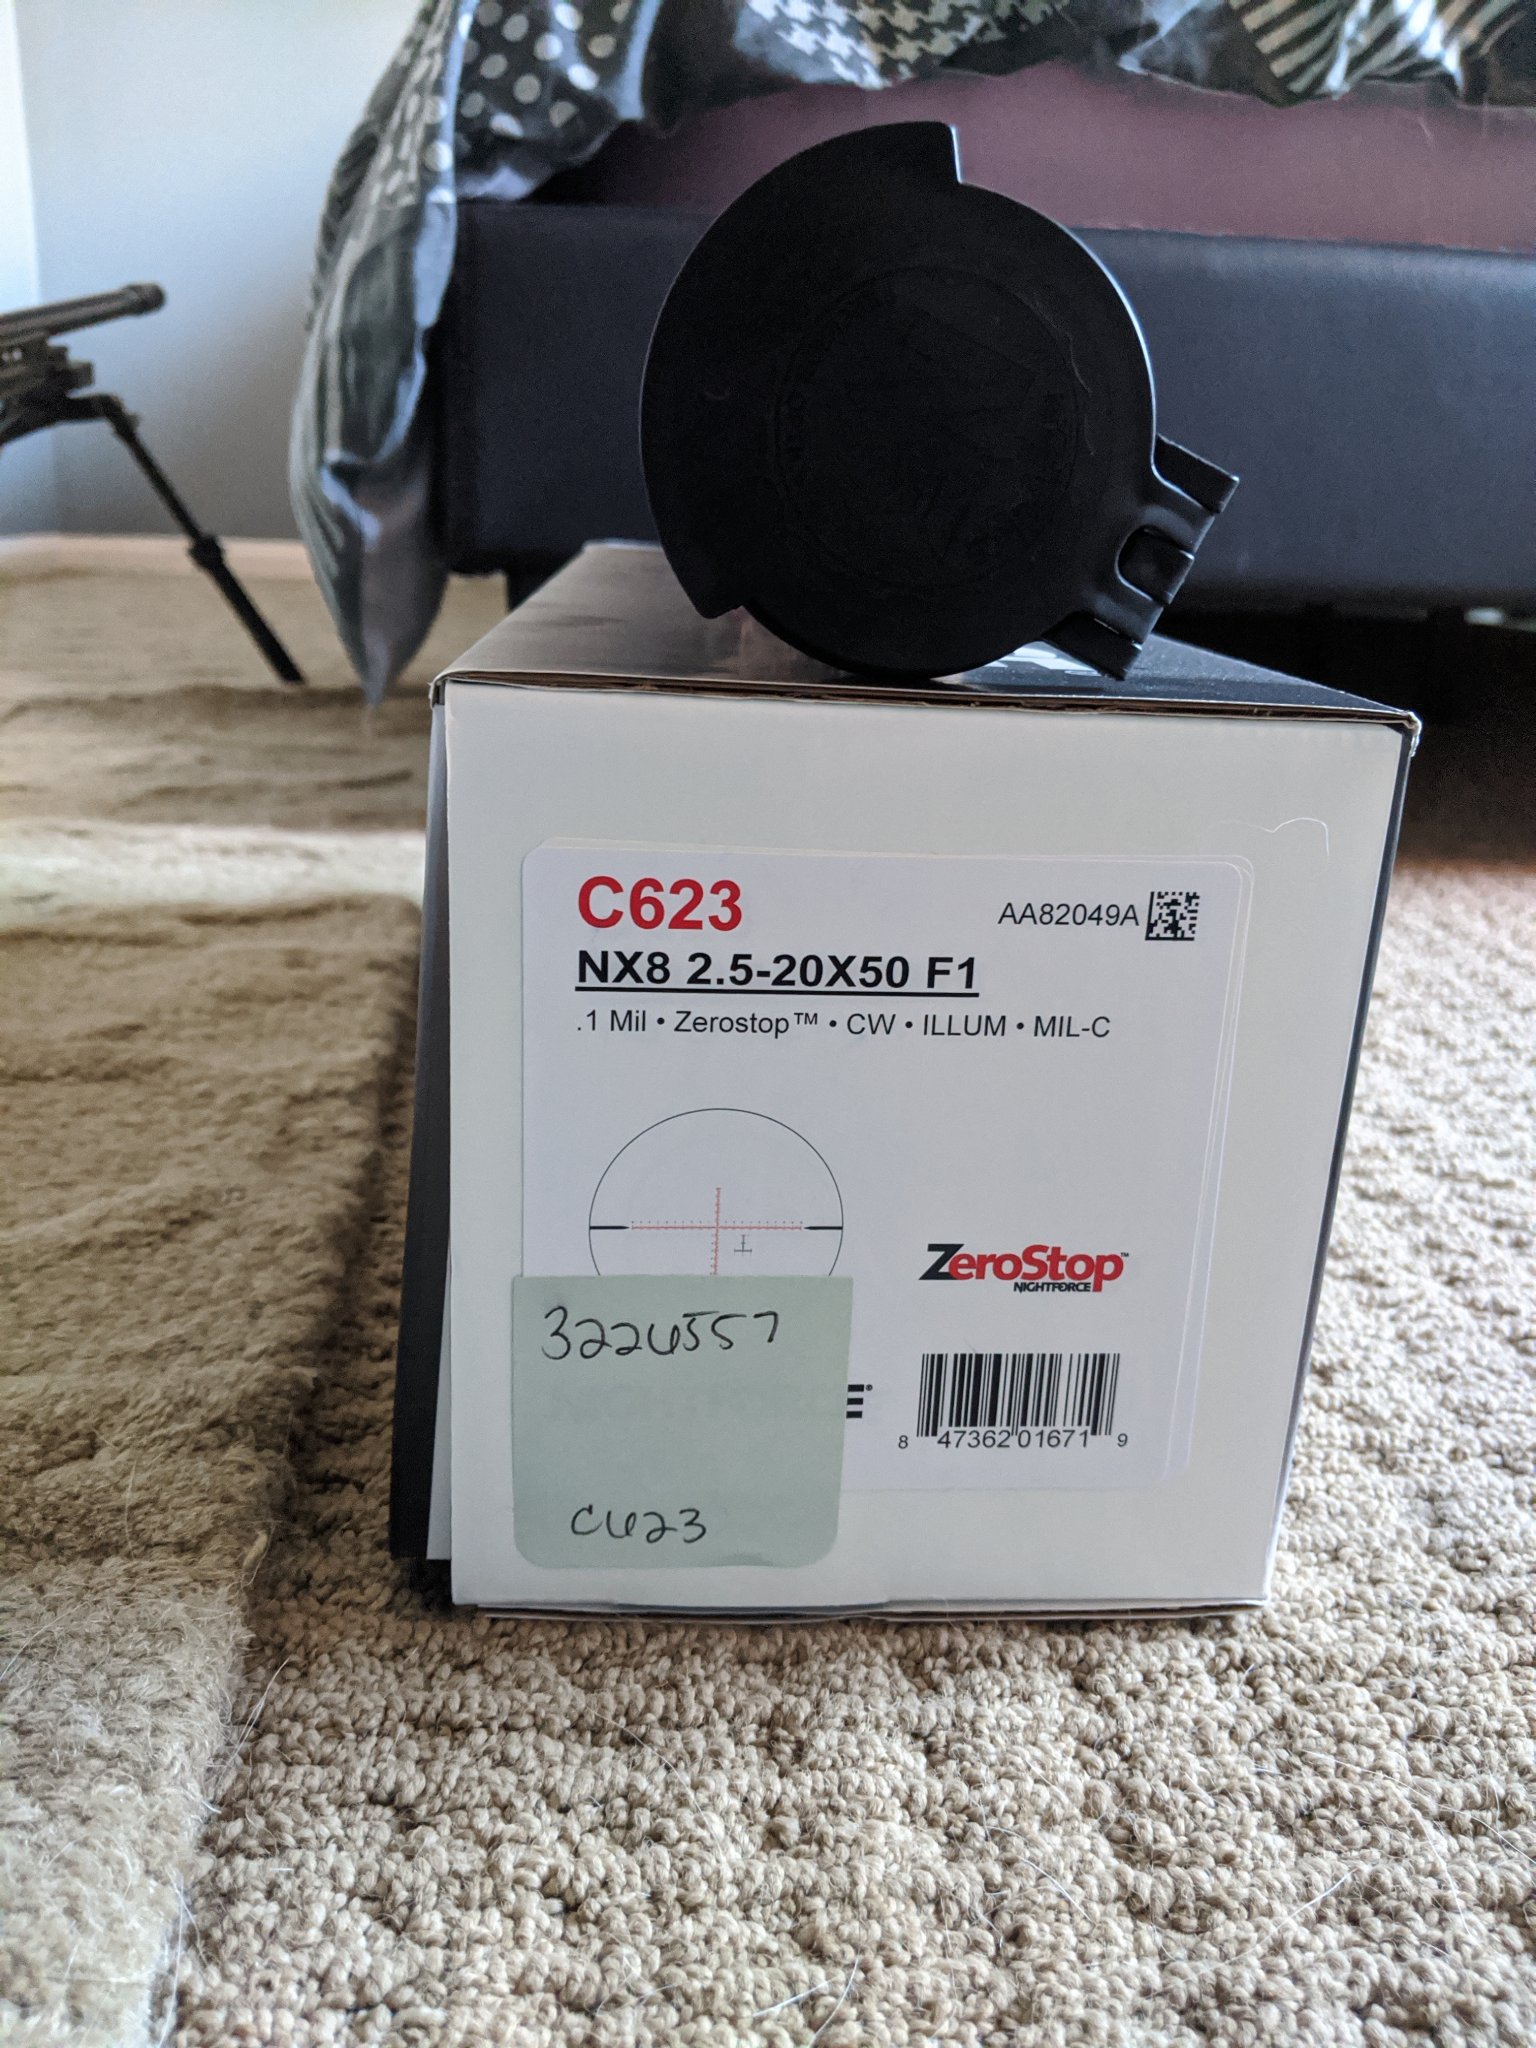 C623
AA82049A
NX8 2.5-20X50 F1
.1 Mil • Zerostop™ • CW • ILLUM • MIL-C
ZeroStop™
NIGHTFORCE
3226557
E®
8 47362 01671 9
C623